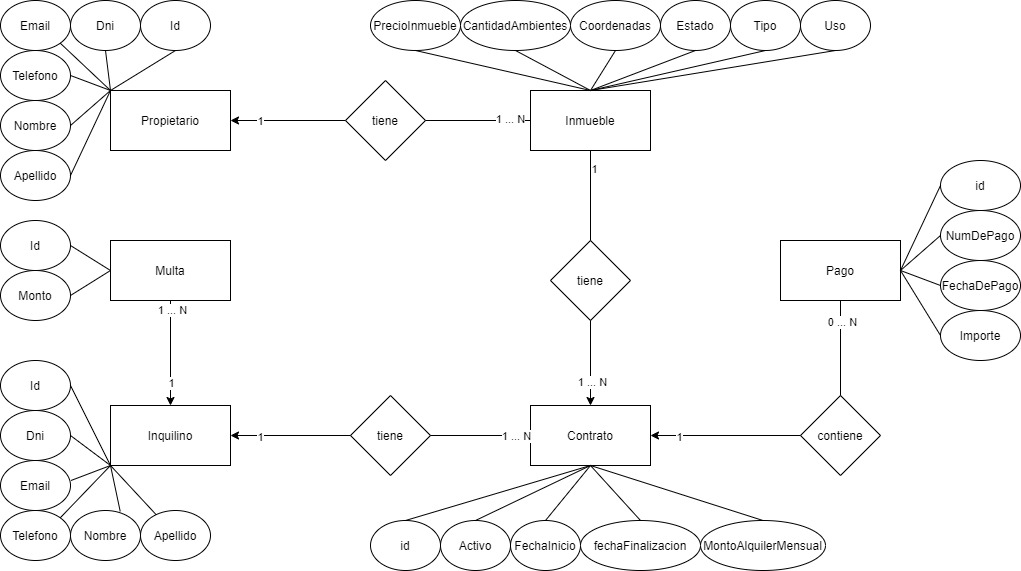 Email
Dni
Id
PrecioInmueble
CantidadAmbientes
Coordenadas
Estado
Tipo
Uso
Telefono
Nombre
Apellido
Propietario
1
tiene
1 ... N
Inmueble
1
id
NumDePago
FechaDePago
Importe
Id
Monto
Multa
1 ... N
tiene
Pago
0 ... N
1
1 ... N
Id
Dni
Email
Telefono
Nombre
Apellido
Inquilino
1
tiene
1 ... N
Contrato
1
contiene
id
Activo
FechaInicio
fechaFinalizacion
MontoAlquilerMensual